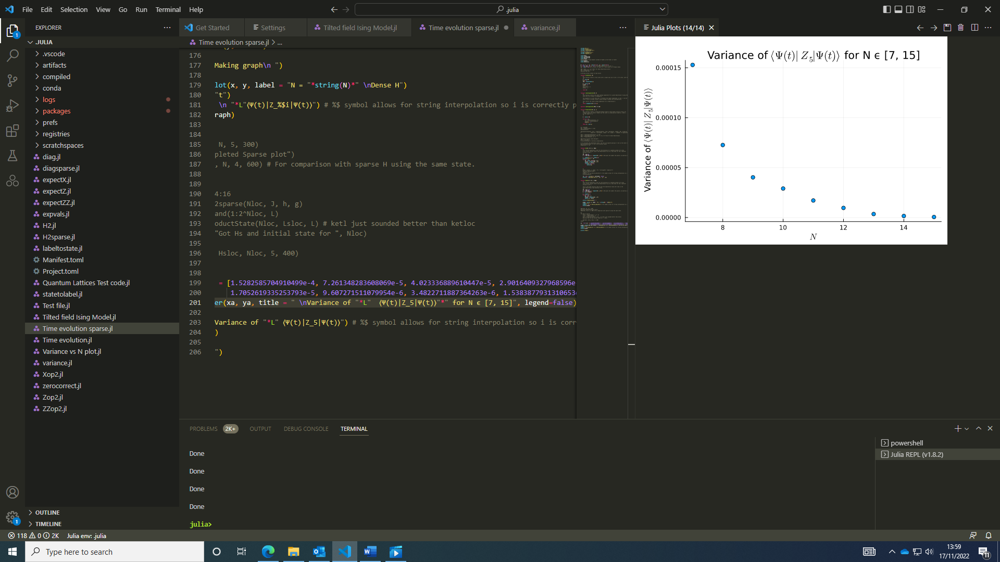 File Edit Selection View Go Run Terminal Help
.julia
EXPLORER
JULIA
.vscode
artifacts
compiled
conda
logs
packages
prefs
registries
scratchspaces
diag.jl
diagsparse.jl
expectX.jl
expectZ.jl
expectZZ.jl
expvals.jl
H2.jl
H2sparse.jl
labeltostate.jl
Manifest.toml
Project.toml
Quantum Lattices Test code.jl
statetolabel.jl
Test file.jl
Tilted field Ising Model.jl
Time evolution sparse.jl
Time evolution.jl
Variance vs N plot.jl
variance.jl
Xop2.jl
zerocorrect.jl
Zop2.jl
ZZop2.jl
OUTLINE
TIMELINE
1
1
Get Started Settings Tilted field Ising Model.jl Time evolution sparse.jl variance.jl
Time evolution sparse.jl > ...
176
177 Making graph\n ")
178
179 lot(x, y, label = "N = "*string(N)*" \nDense H")
180 "t")
181 \n "*L"⟨Ψ(t)|Z_%$i|Ψ(t)⟩") # %$ symbol allows for string interpolation so i is correctly p
182 raph)
183
184
185 N, 5, 300)
186 pleted Sparse plot")
187 , N, 4, 600) # For comparison with sparse H using the same state.
188
189
190 4:16
191 2sparse(Nloc, J, h, g)
192 and(1:2^Nloc, L)
193 oductState(Nloc, Lsloc, L) # ketl just sounded better than ketloc
194 "Got Hs and initial state for ", Nloc)
195
196 Hsloc, Nloc, 5, 400)
197
198
199 = [1.5282585704910499e-4, 7.261348283608069e-5, 4.023336889610447e-5, 2.9016409327968596e
200 1.7052619335253793e-5, 9.607271511079954e-6, 3.4822711887364263e-6, 1.5383877931310653
201 er(xa, ya, title = " \nVariance of "*L" ⟨Ψ(t)|Z_5|Ψ(t)⟩"*" for N ϵ [7, 15]", legend=false)
202
203 Variance of "*L" ⟨Ψ(t)|Z_5|Ψ(t)⟩") # %$ symbol allows for string interpolation so i is corr
204 )
205
206 ")
Julia Plots (14/14)
Variance of ⟨Ψ(t)| Z₅|Ψ(t)⟩ for N ϵ [7, 15]
Variance of ⟨Ψ(t)| Z₅|Ψ(t)⟩
0.00015
0.00010
0.00005
0.00000
8 10 12 14
N
PROBLEMS 2K+ OUTPUT DEBUG CONSOLE TERMINAL
Done
Done
Done
Done
julia>
powershell
Julia REPL (v1.8.2)
118 0 2K Julia env: .julia
Type here to search
13:59
17/11/2022
11